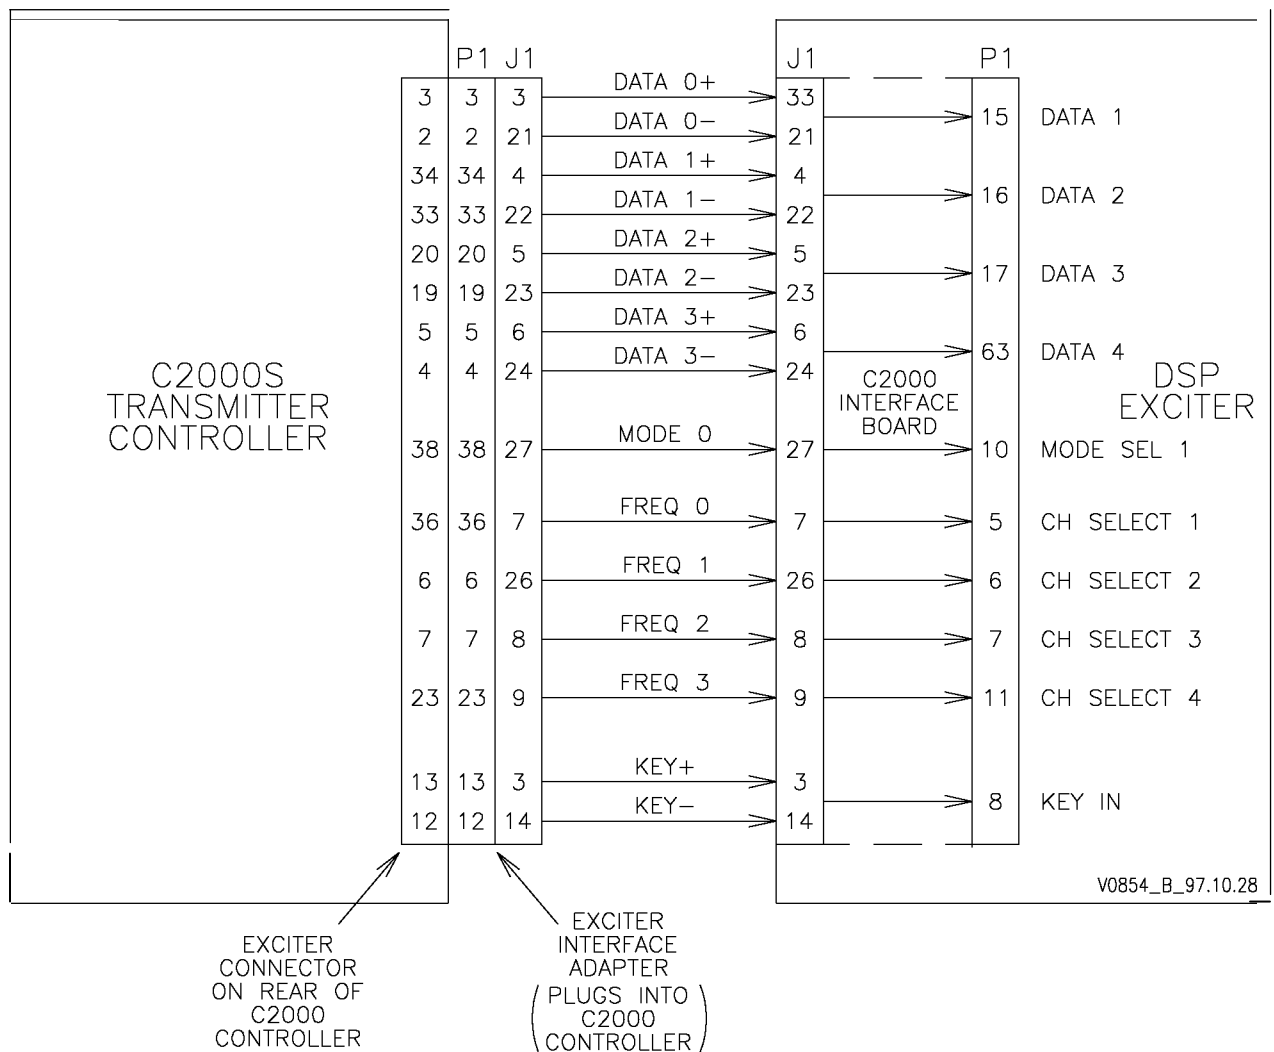 P1 J1 J1 P1
3 3 3 DATA 0+ 33
15 DATA 1
2 2 21 DATA 0- 21
34 34 4 DATA 1+ 4
16 DATA 2
33 33 22 DATA 1- 22
20 20 5 DATA 2+ 5
17 DATA 3
19 19 23 DATA 2- 23
5 5 6 DATA 3+ 6
63 DATA 4
4 4 24 DATA 3- 24
C2000S
TRANSMITTER
CONTROLLER
C2000
INTERFACE
BOARD
DSP
EXCITER
38 38 27 MODE 0 27 10 MODE SEL 1
36 36 7 FREQ 0 7 5 CH SELECT 1
6 6 26 FREQ 1 26 6 CH SELECT 2
7 7 8 FREQ 2 8 7 CH SELECT 3
23 23 9 FREQ 3 9 11 CH SELECT 4
13 13 3 KEY+ 3
8 KEY IN
12 12 14 KEY- 14
V0854_B_97.10.28
EXCITER
CONNECTOR
ON REAR OF
C2000
CONTROLLER
EXCITER
INTERFACE
ADAPTER
(PLUGS INTO
C2000
CONTROLLER)